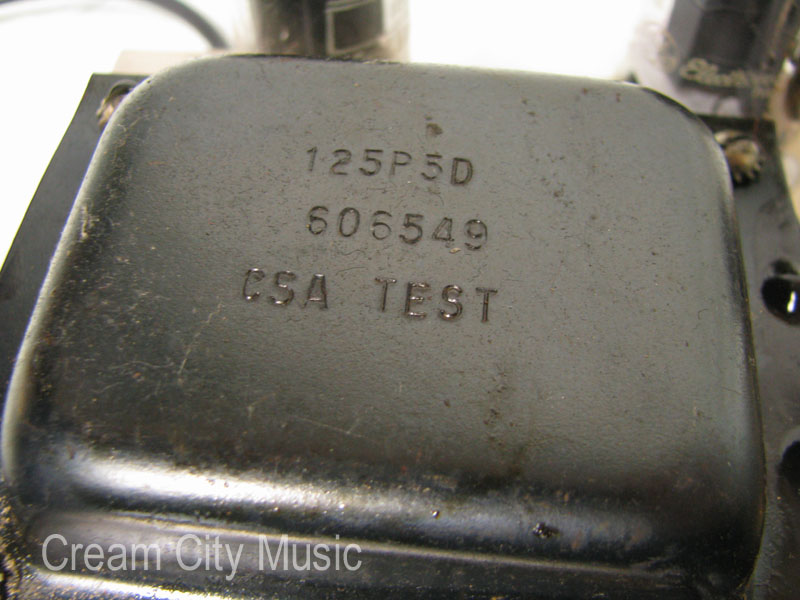 125P5D
606549
CSA TEST
Cream City Music